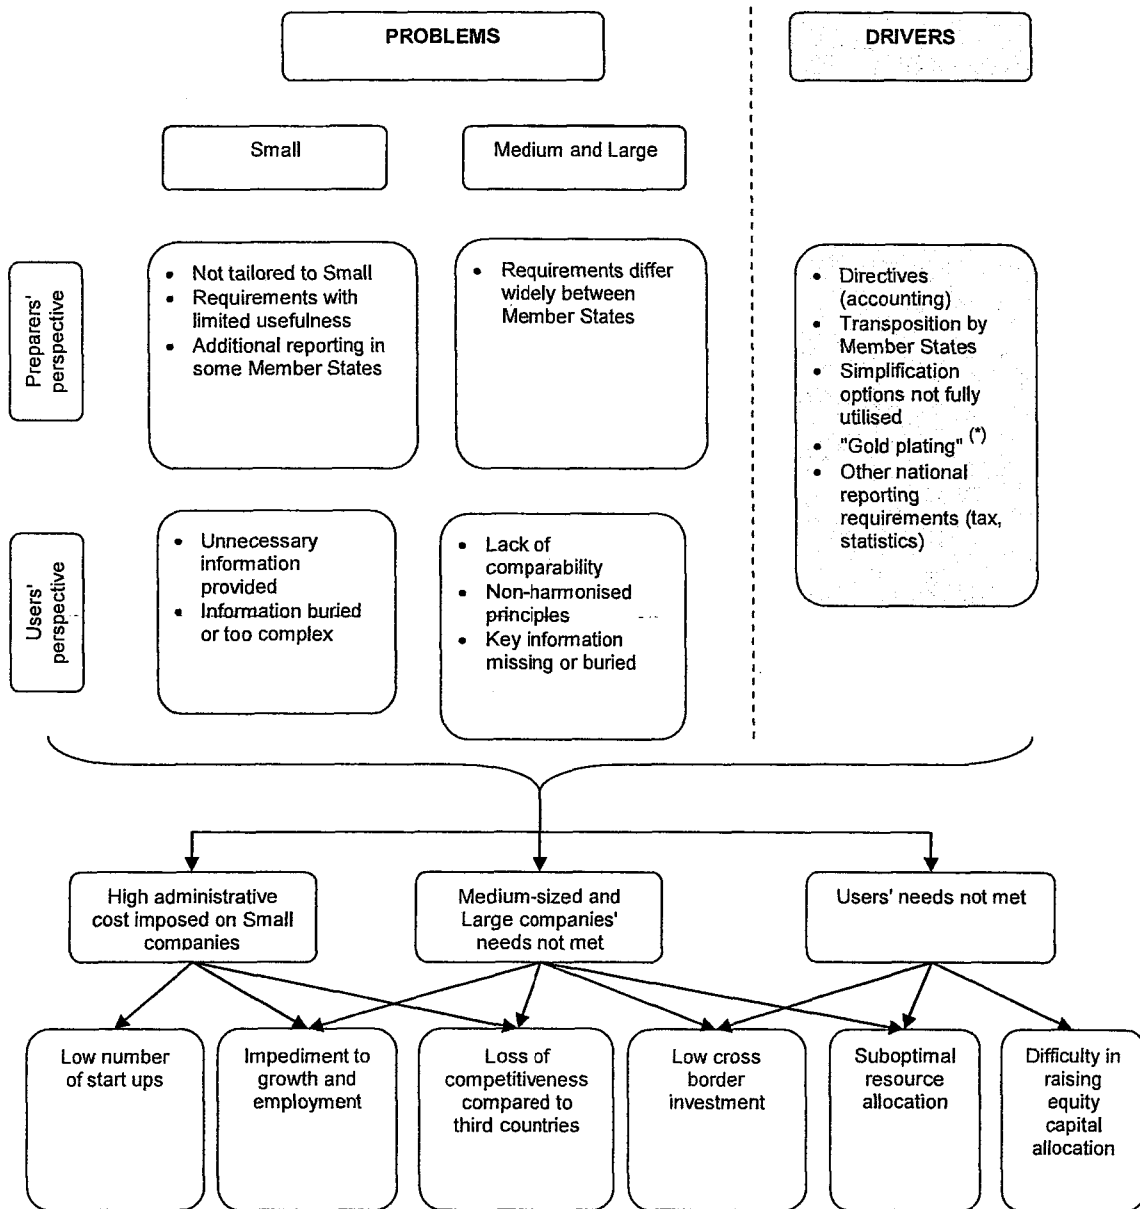 PROBLEMS
DRIVERS
Small
Medium and Large
Preparers'
perspective
• Not tailored to Small
• Requirements with
limited usefulness
• Additional reporting in
some Member States
• Requirements differ
widely between
Member States
• Directives
(accounting)
• Transposition by
Member States
• Simplification
options not fully
utilised
• "Gold plating" (*)
• Other national
reporting
requirements (tax,
statistics)
Users'
perspective
• Unnecessary
information
provided
• Information buried
or too complex
• Lack of
comparability
• Non-harmonised
principles
• Key information
missing or buried
High administrative
cost imposed on Small
companies
Medium-sized and
Large companies'
needs not met
Users' needs not met
Low number
of start ups
Impediment to
growth and
employment
Loss of
competitiveness
compared to
third countries
Low cross
border
investment
Suboptimal
resource
allocation
Difficulty in
raising
equity
capital
allocation